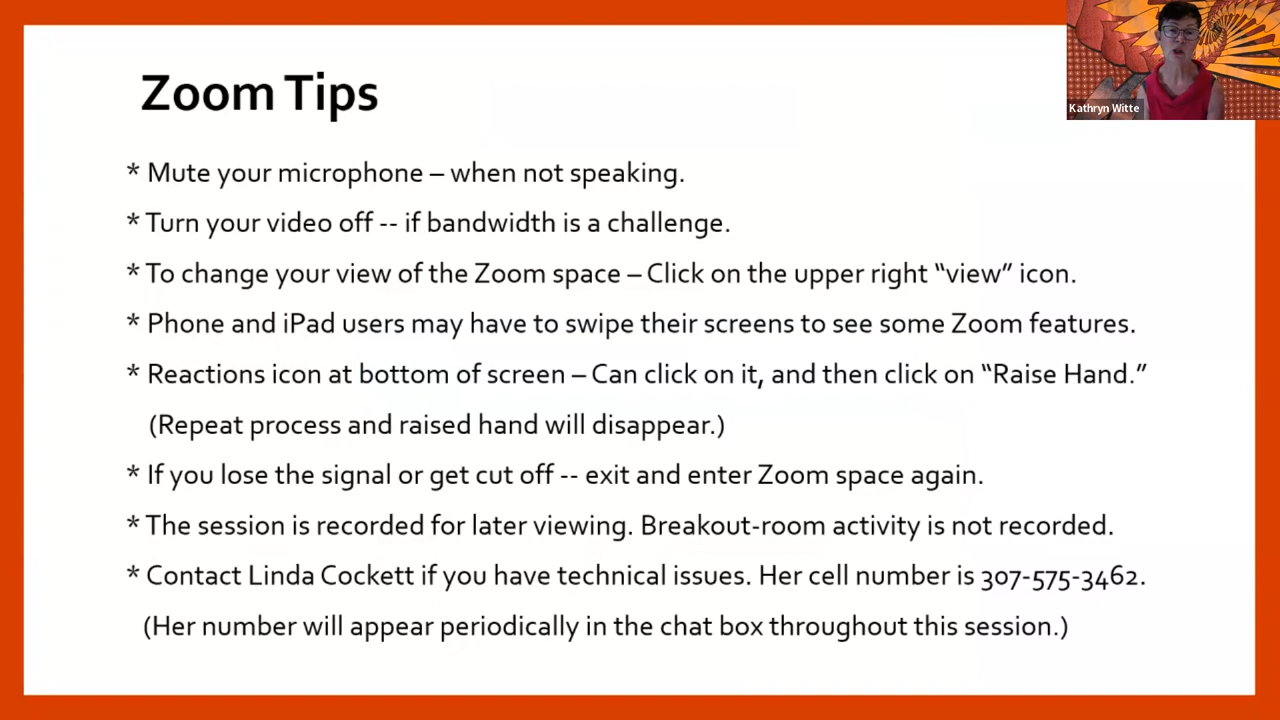 Zoom Tips
Kathryn Witte
* Mute your microphone – when not speaking.
* Turn your video off -- if bandwidth is a challenge.
* To change your view of the Zoom space – Click on the upper right “view” icon.
* Phone and iPad users may have to swipe their screens to see some Zoom features.
* Reactions icon at bottom of screen – Can click on it, and then click on “Raise Hand.”
(Repeat process and raised hand will disappear.)
* If you lose the signal or get cut off -- exit and enter Zoom space again.
* The session is recorded for later viewing. Breakout-room activity is not recorded.
* Contact Linda Cockett if you have technical issues. Her cell number is 307-575-3462.
(Her number will appear periodically in the chat box throughout this session.)